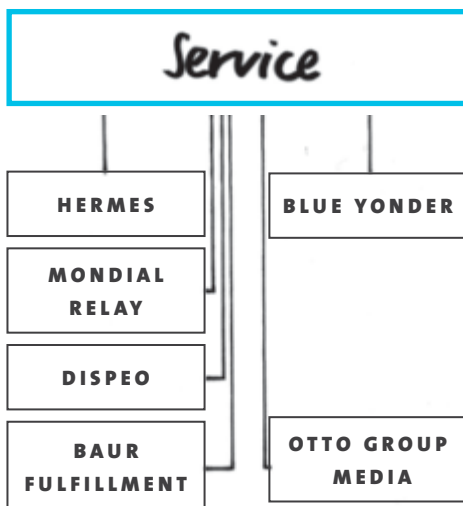 Service
HERMES
BLUE YONDER
MONDIAL
RELAY
DISPEO
BAUR
FULFILLMENT
OTTO GROUP
MEDIA